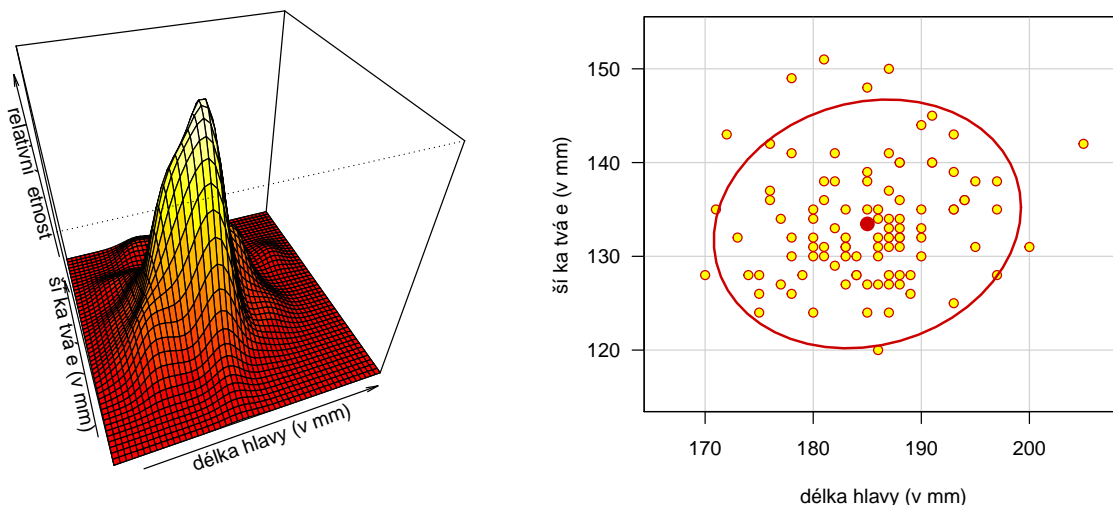 relativní etnost
ší ka tvá e (v mm)
délka hlavy (v mm)
150
140
130
120
ší ka tvá e (v mm)
170 180 190 200
délka hlavy (v mm)